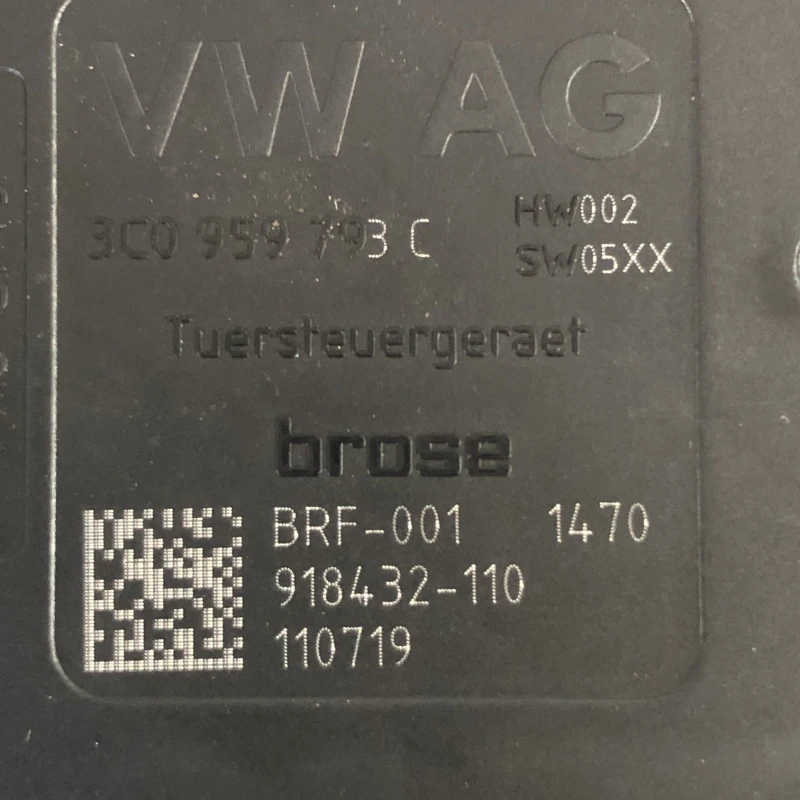 VW AG
3C0 959 793 C HW002
SW05XX
Tuersteuergeraet
brose
BRF-001 1470
918432-110
110719